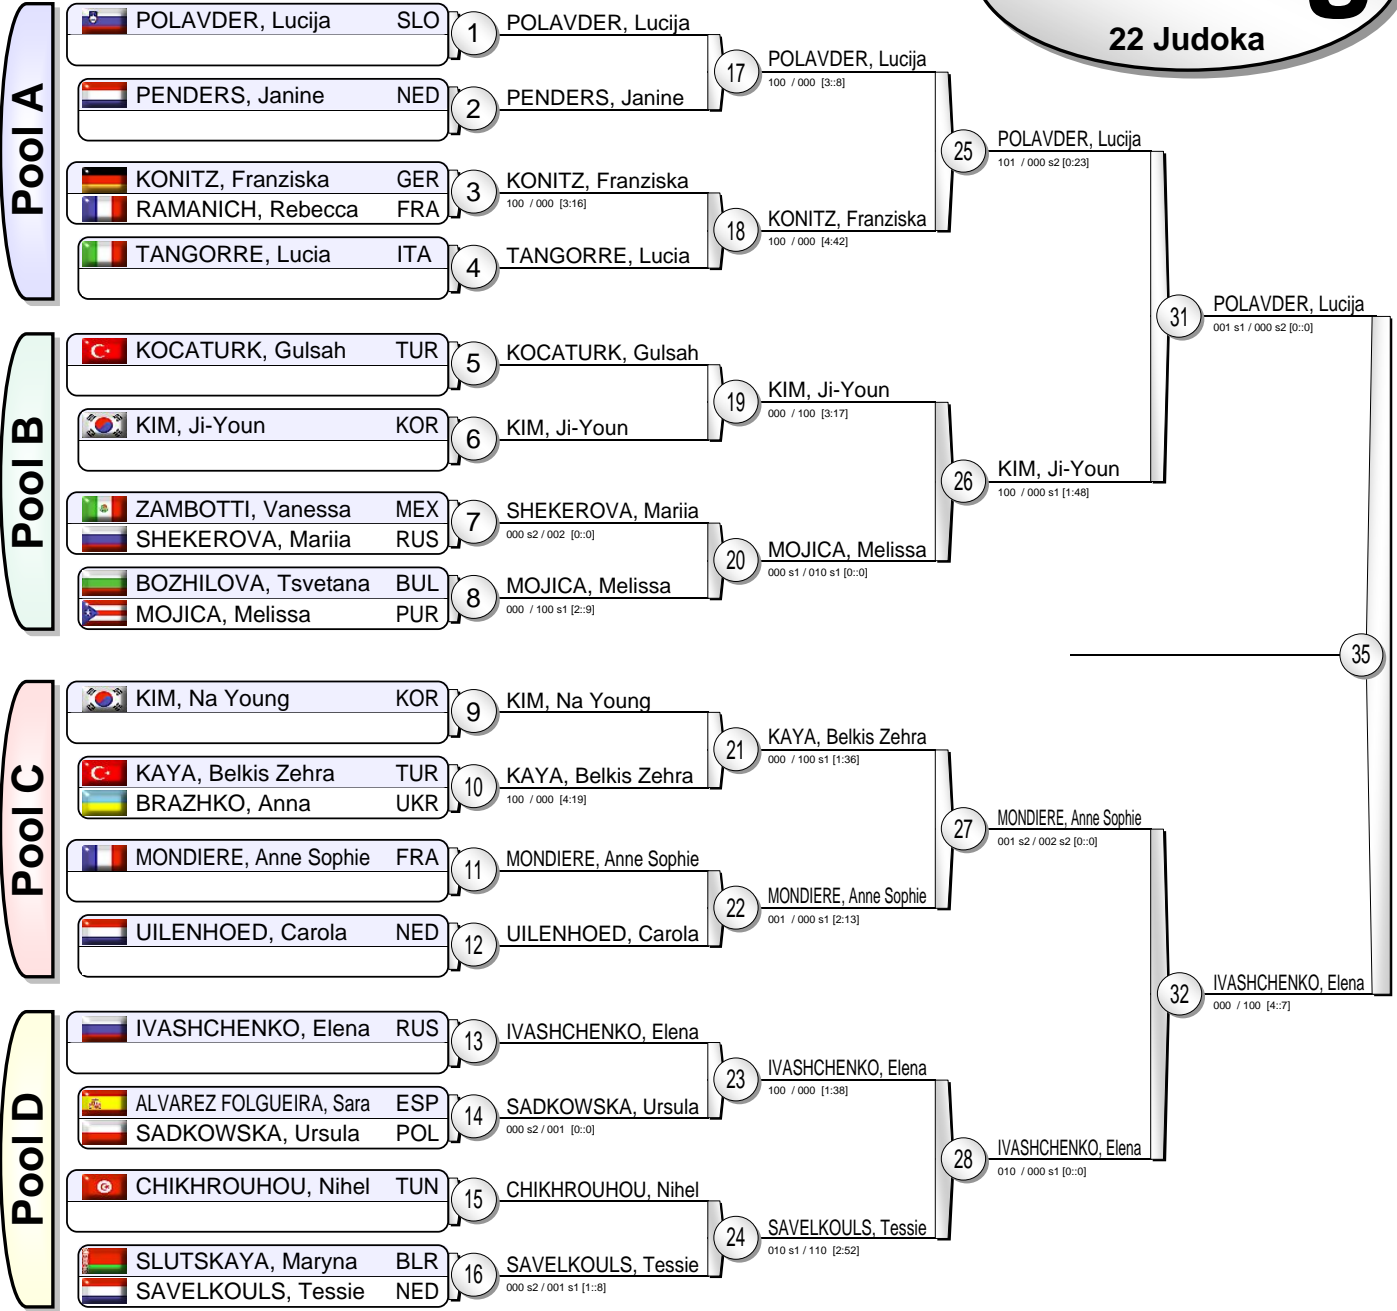 22 Judoka
Pool A
POLAVDER, Lucija SLO
PENDERS, Janine NED
KONITZ, Franziska GER
RAMANICH, Rebecca FRA
TANGORRE, Lucia ITA
1
2
3
4
POLAVDER, Lucija
PENDERS, Janine
KONITZ, Franziska
100 / 000 [3:16]
TANGORRE, Lucia
17
18
POLAVDER, Lucija
100 / 000 [3::8]
KONITZ, Franziska
100 / 000 [4:42]
25
POLAVDER, Lucija
101 / 000 s2 [0:23]
Pool B
KOCATURK, Gulsah TUR
KIM, Ji-Youn KOR
ZAMBOTTI, Vanessa MEX
SHEKEROVA, Mariia RUS
BOZHILOVA, Tsvetana BUL
MOJICA, Melissa PUR
5
6
7
8
KOCATURK, Gulsah
KIM, Ji-Youn
SHEKEROVA, Mariia
000 s2 / 002 [0::0]
MOJICA, Melissa
000 / 100 s1 [2::9]
19
20
KIM, Ji-Youn
000 / 100 [3:17]
MOJICA, Melissa
000 s1 / 010 s1 [0::0]
26
KIM, Ji-Youn
100 / 000 s1 [1:48]
31
POLAVDER, Lucija
001 s1 / 000 s2 [0::0]
35
Pool C
KIM, Na Young KOR
KAYA, Belkis Zehra TUR
BRAZHKO, Anna UKR
MONDIERE, Anne Sophie FRA
UILENHOED, Carola NED
9
10
11
12
KIM, Na Young
KAYA, Belkis Zehra
100 / 000 [4:19]
MONDIERE, Anne Sophie
UILENHOED, Carola
21
22
KAYA, Belkis Zehra
000 / 100 s1 [1:36]
MONDIERE, Anne Sophie
001 / 000 s1 [2:13]
27
MONDIERE, Anne Sophie
001 s2 / 002 s2 [0::0]
Pool D
IVASHCHENKO, Elena RUS
ALVAREZ FOLGUEIRA, Sara ESP
SADKOWSKA, Ursula POL
CHIKHROUHOU, Nihel TUN
SLUTSKAYA, Maryna BLR
SAVELKOULS, Tessie NED
13
14
15
16
IVASHCHENKO, Elena
SADKOWSKA, Ursula
000 s2 / 001 [0::0]
CHIKHROUHOU, Nihel
SAVELKOULS, Tessie
000 s2 / 001 s1 [1::8]
23
24
IVASHCHENKO, Elena
100 / 000 [1:38]
SAVELKOULS, Tessie
010 s1 / 110 [2:52]
28
IVASHCHENKO, Elena
010 / 000 s1 [0::0]
32
IVASHCHENKO, Elena
000 / 100 [4::7]